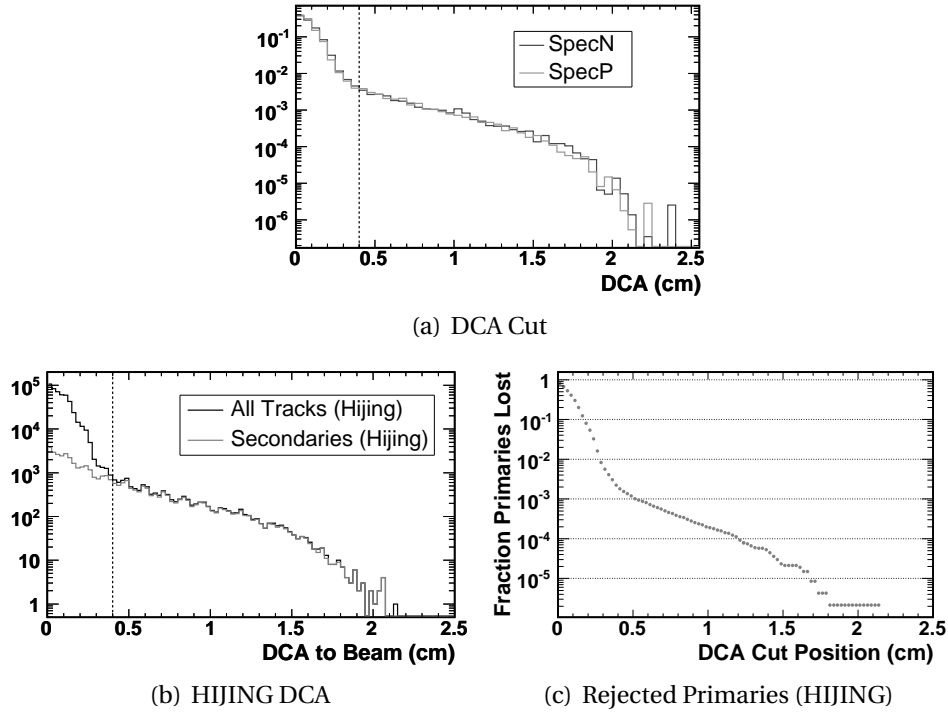 10⁻¹
10⁻²
10⁻³
10⁻⁴
10⁻⁵
10⁻⁶
SpecN
SpecP
0 0.5 1 1.5 2 2.5
DCA (cm)
(a) DCA Cut
10⁵
10⁴
10³
10²
10
1
All Tracks (Hijing)
Secondaries (Hijing)
0 0.5 1 1.5 2 2.5
DCA to Beam (cm)
(b) HIJING DCA
Fraction Primaries Lost
1
10⁻¹
10⁻²
10⁻³
10⁻⁴
10⁻⁵
0 0.5 1 1.5 2 2.5
DCA Cut Position (cm)
(c) Rejected Primaries (HIJING)